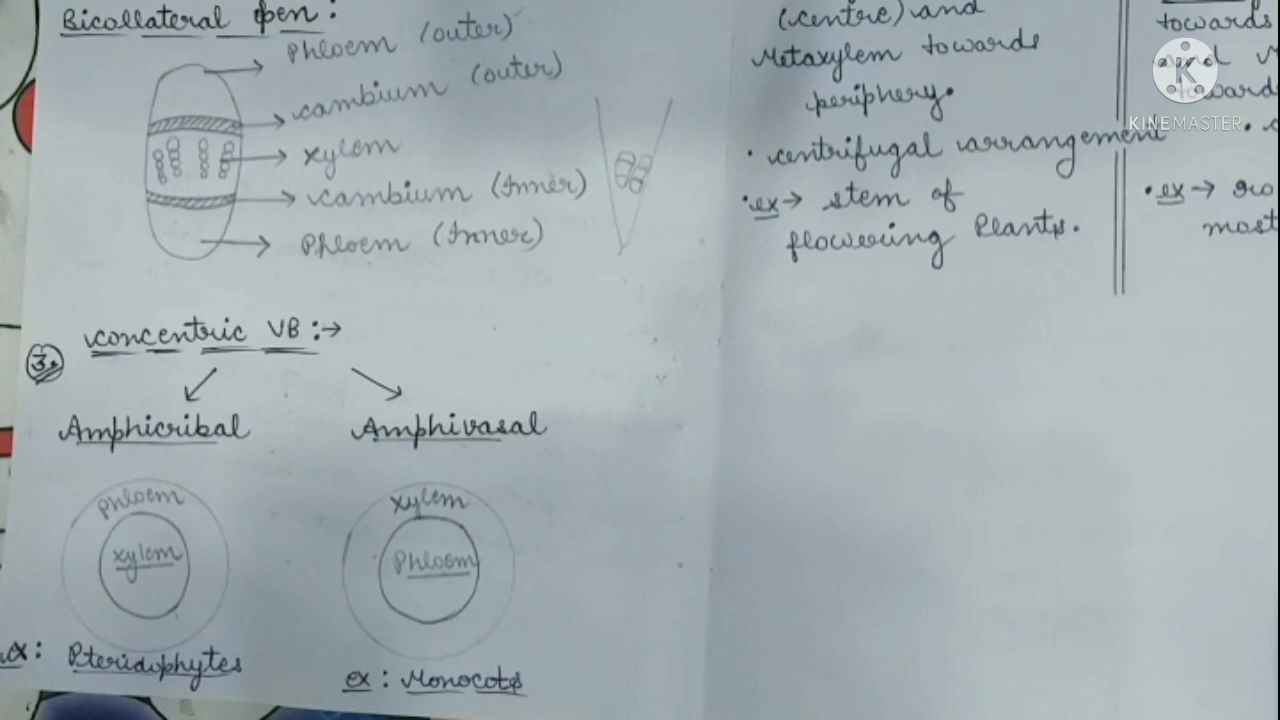 Bicollateral open:
Phloem (outer)
cambium (outer)
xylem
cambium (Inner)
Phloem (Inner)
3. concentric VB :→
Amphicribal
Amphivasal
phloem
xylem
xylem
Phloem
ex: Pteridophytes
ex: Monocots
(centre) and
Metaxylem towards
periphery.
• centrifugal arrangement
• ex → stem of
flowering Plants.
towards
• ex →
most
K
KINEMASTER